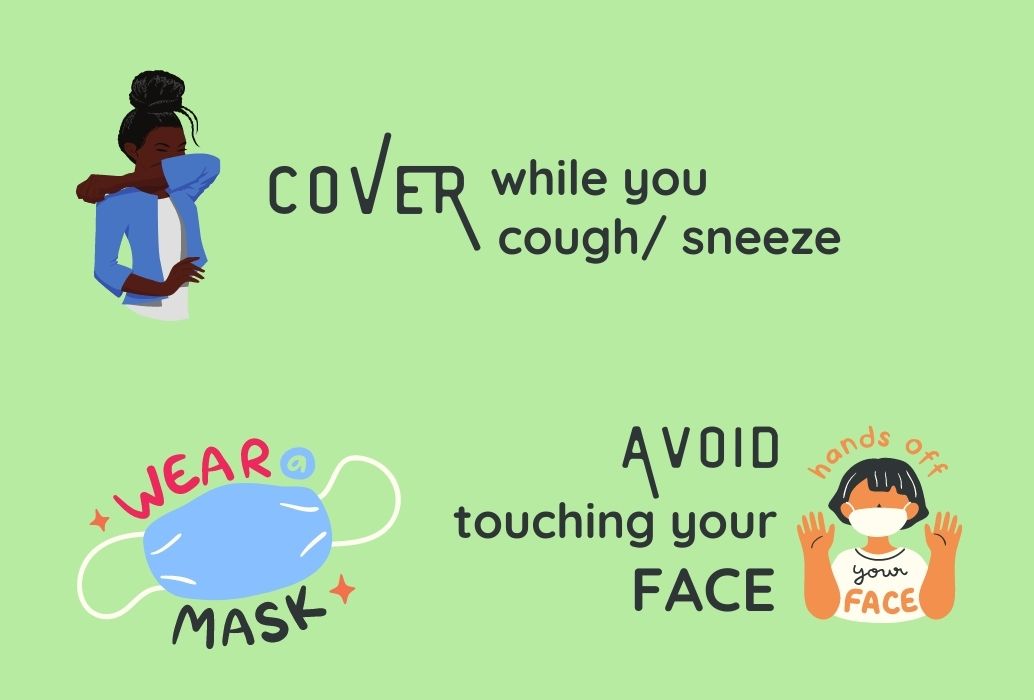 COVER while you
cough/ sneeze
WEAR a
MASK
AVOID
touching your
FACE
hands off
your
FACE